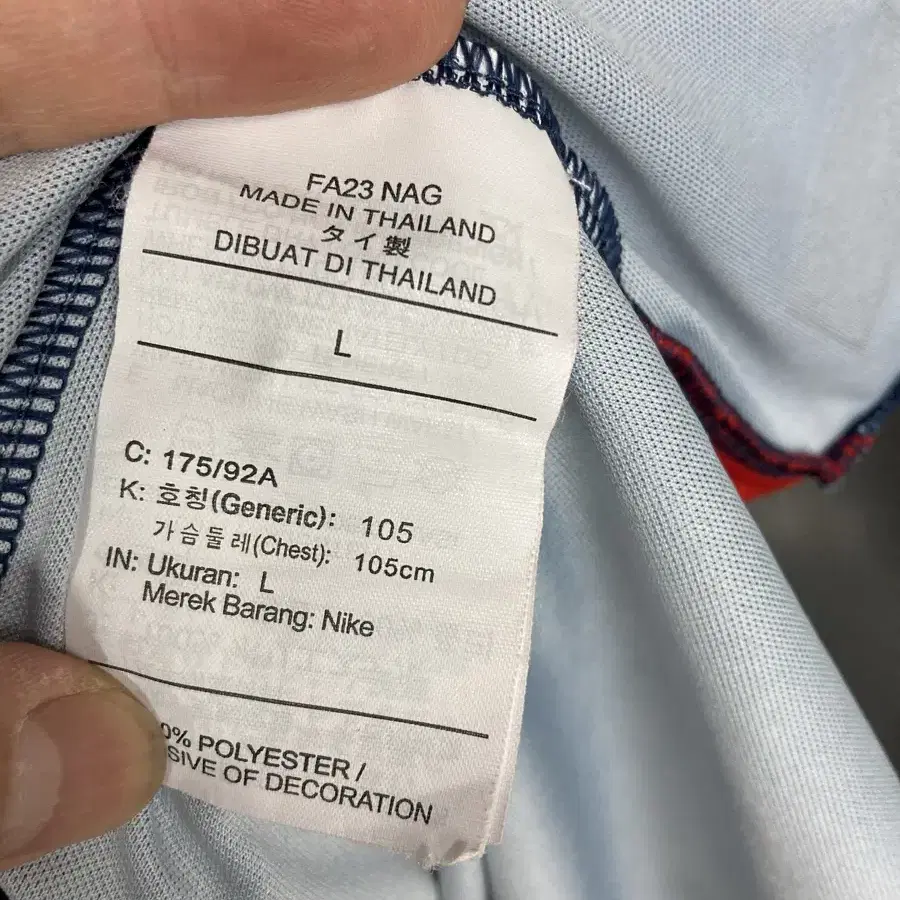 FA23 NAG
MADE IN THAILAND
タイ製
DIBUAT DI THAILAND
L
C: 175/92A
K: 호칭(Generic): 105
가슴둘레(Chest): 105cm
IN: Ukuran: L
Merek Barang: Nike
0% POLYESTER /
SIVE OF DECORATION